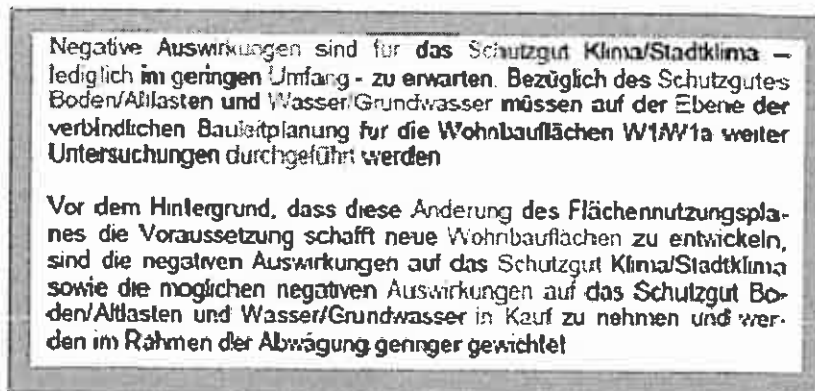 Negative Auswirkungen sind für das Schutzgut Klima/Stadtklima –
lediglich im geringen Umfang - zu erwarten. Bezüglich des Schutzgutes
Boden/Altlasten und Wasser/Grundwasser müssen auf der Ebene der
verbindlichen Bauleitplanung für die Wohnbauflächen W1/W1a weiter
Untersuchungen durchgeführt werden
Vor dem Hintergrund, dass diese Änderung des Flächennutzungspla-
nes die Voraussetzung schafft neue Wohnbauflächen zu entwickeln,
sind die negativen Auswirkungen auf das Schutzgut Klima/Stadtklima
sowie die möglichen negativen Auswirkungen auf das Schutzgut Bo-
den/Altlasten und Wasser/Grundwasser in Kauf zu nehmen und wer-
den im Rahmen der Abwägung geringer gewichtet